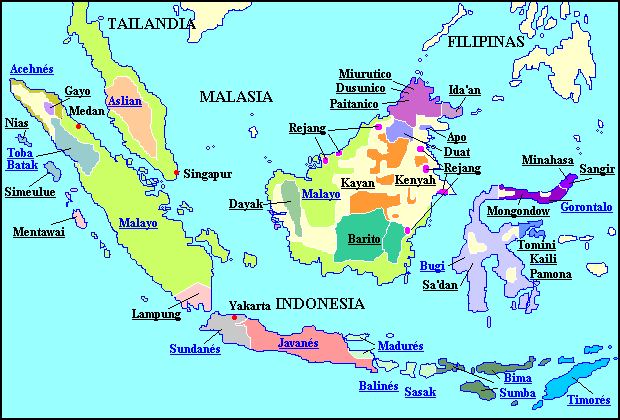 TAILANDIA
FILIPINAS
Acehnés
Gayo
Medan
Aslian
MALASIA
Miurutico
Dusunico
Paitanico
Ida'an
Nias
Toba
Batak
Simeulue
Mentawai
Singapur
Malayo
Rejang
Apo
Duat
Rejang
Malayo
Kayan
Kenyah
Dayak
Barito
Minahasa
Sangir
Mongondow
Gorontalo
Tomini
Kaili
Pamona
Bugi
Sa'dan
Lampung
Yakarta
INDONESIA
Sundanés
Javanés
Madurés
Balinés
Sasak
Bima
Sumba
Timorés